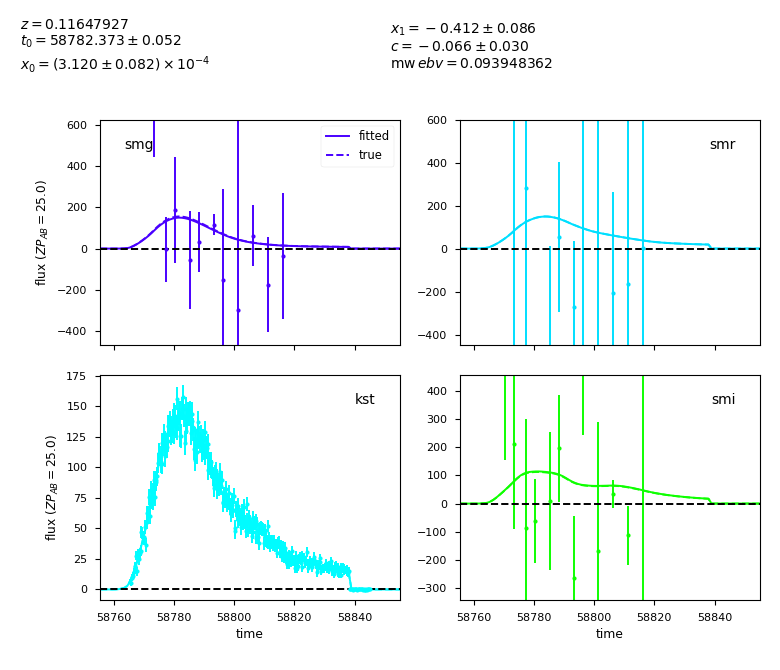 z = 0.11647927
t₀ = 58782.373 ± 0.052
x₀ = (3.120 ± 0.082) × 10⁻⁴
x₁ = −0.412 ± 0.086
c = −0.066 ± 0.030
mw ebv = 0.093948362
600
400
200
0
−200
−400
flux (ZP_AB = 25.0)
smg
fitted
true
600
400
200
0
−200
−400
smr
175
150
125
100
75
50
25
0
flux (ZP_AB = 25.0)
kst
58760 58780 58800 58820 58840
time
400
300
200
100
0
−100
−200
−300
smi
58760 58780 58800 58820 58840
time